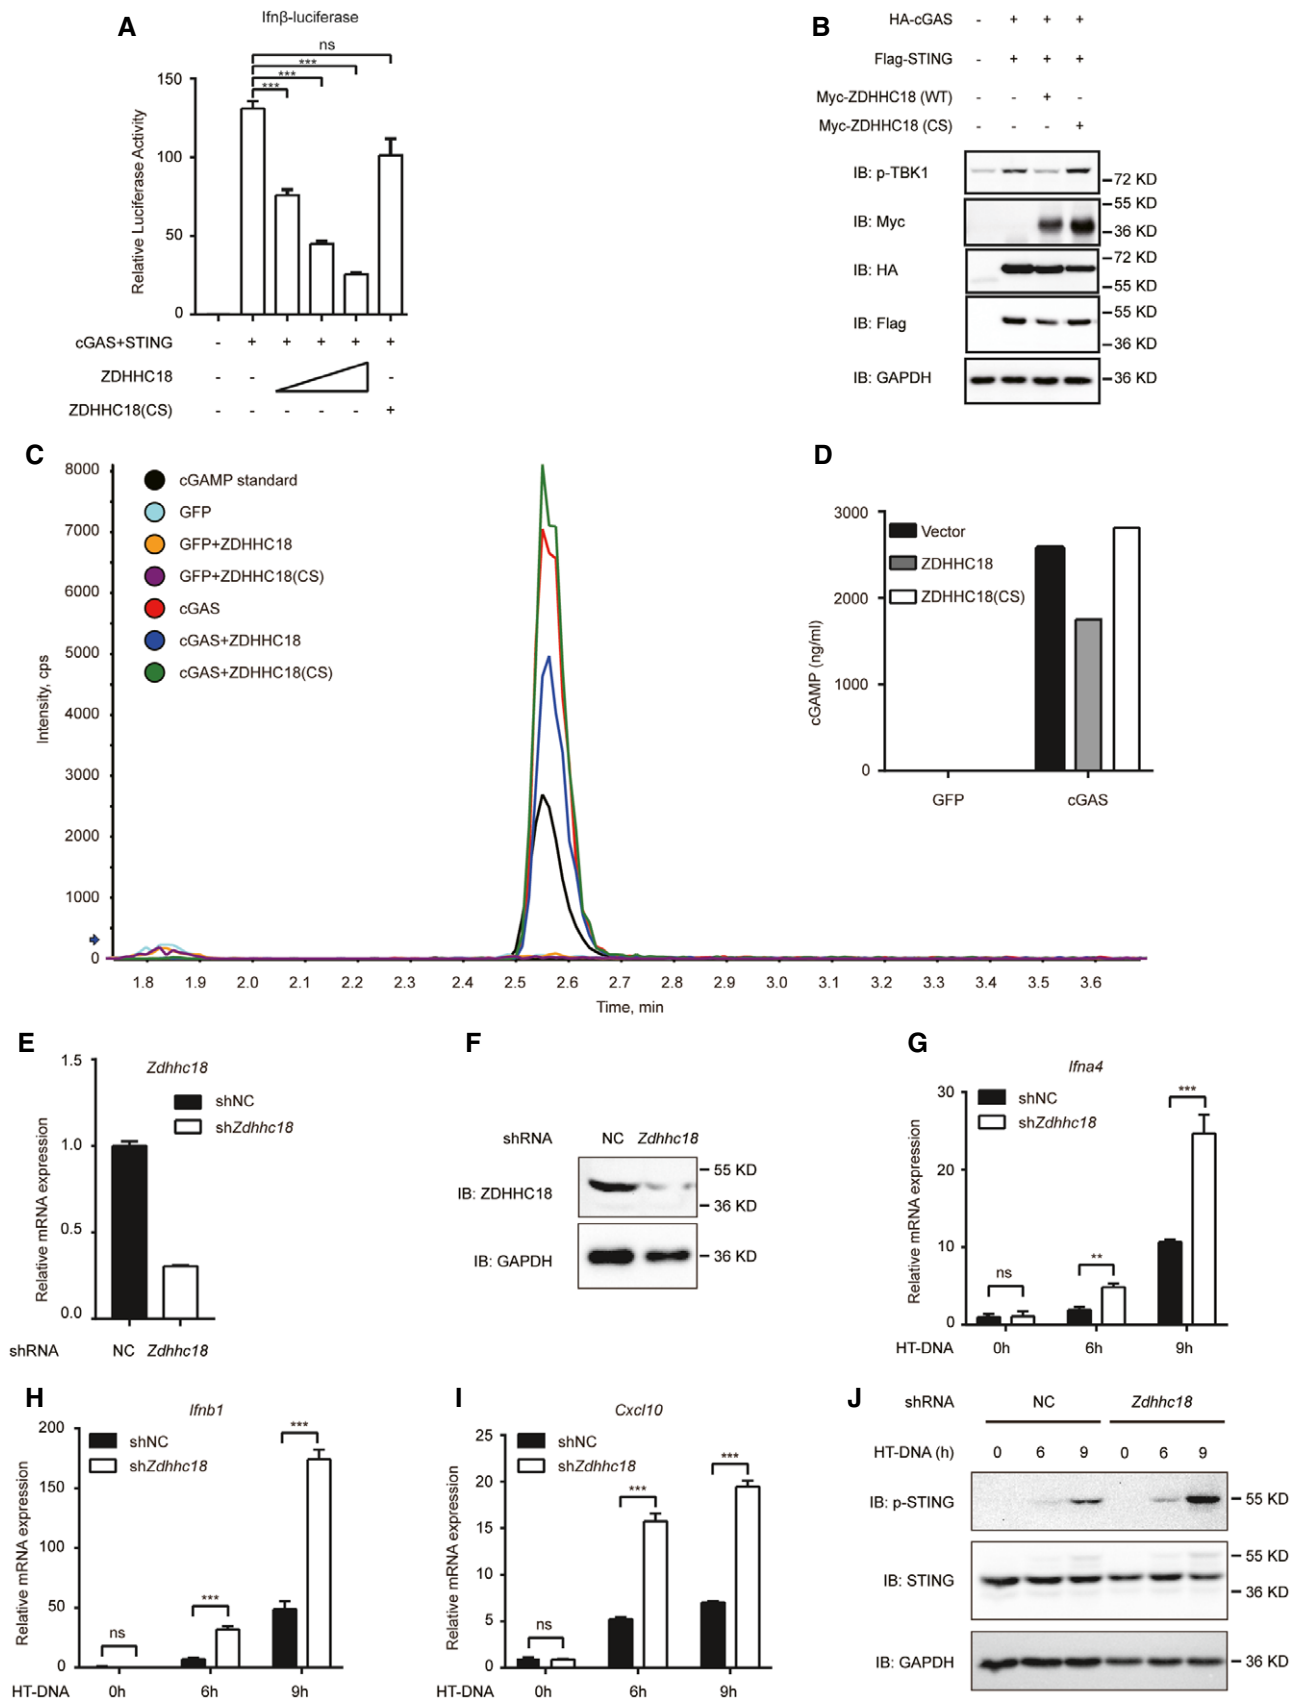 A
Ifnβ-luciferase
ns
***
***
***
Relative Luciferase Activity
150
100
50
0
cGAS+STING - + + + + +
ZDHHC18 - - -
ZDHHC18(CS) - - - - - +
B
HA-cGAS - + + +
Flag-STING - + + +
Myc-ZDHHC18 (WT) - - + -
Myc-ZDHHC18 (CS) - - - +
IB: p-TBK1
72 KD
55 KD
IB: Myc
36 KD
72 KD
IB: HA
55 KD
55 KD
IB: Flag
36 KD
IB: GAPDH
36 KD
C
Intensity, cps
8000
7000
6000
5000
4000
3000
2000
1000
0
cGAMP standard
GFP
GFP+ZDHHC18
GFP+ZDHHC18(CS)
cGAS
cGAS+ZDHHC18
cGAS+ZDHHC18(CS)
1.8 1.9 2.0 2.1 2.2 2.3 2.4 2.5 2.6 2.7 2.8 2.9 3.0 3.1 3.2 3.3 3.4 3.5 3.6
Time, min
D
cGAMP (ng/ml)
3000
2000
1000
0
Vector
ZDHHC18
ZDHHC18(CS)
GFP cGAS
E
Zdhhc18
Relative mRNA expression
1.5
1.0
0.5
0.0
shNC
shZdhhc18
shRNA NC Zdhhc18
F
shRNA NC Zdhhc18
IB: ZDHHC18
55 KD
36 KD
IB: GAPDH
36 KD
G
Ifna4
Relative mRNA expression
30
20
10
0
shNC
shZdhhc18
ns
**
***
HT-DNA 0h 6h 9h
H
Ifnb1
Relative mRNA expression
200
150
100
50
0
shNC
shZdhhc18
ns
***
***
HT-DNA 0h 6h 9h
I
Cxcl10
Relative mRNA expression
25
20
15
10
5
0
shNC
shZdhhc18
ns
***
***
HT-DNA 0h 6h 9h
J
shRNA NC Zdhhc18
HT-DNA (h) 0 6 9 0 6 9
IB: p-STING
55 KD
55 KD
IB: STING
36 KD
IB: GAPDH
36 KD